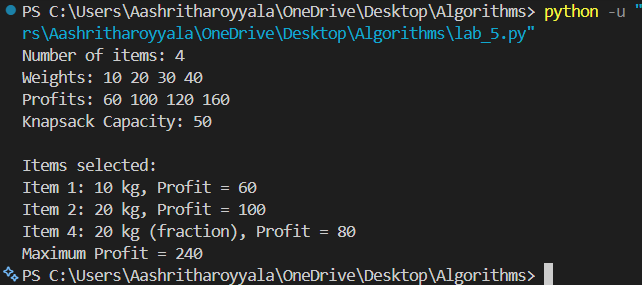 PS C:\Users\Aashritharoyyala\OneDrive\Desktop\Algorithms> python -u "
rs\Aashritharoyyala\OneDrive\Desktop\Algorithms\lab_5.py"
Number of items: 4
Weights: 10 20 30 40
Profits: 60 100 120 160
Knapsack Capacity: 50
Items selected:
Item 1: 10 kg, Profit = 60
Item 2: 20 kg, Profit = 100
Item 4: 20 kg (fraction), Profit = 80
Maximum Profit = 240
PS C:\Users\Aashritharoyyala\OneDrive\Desktop\Algorithms>